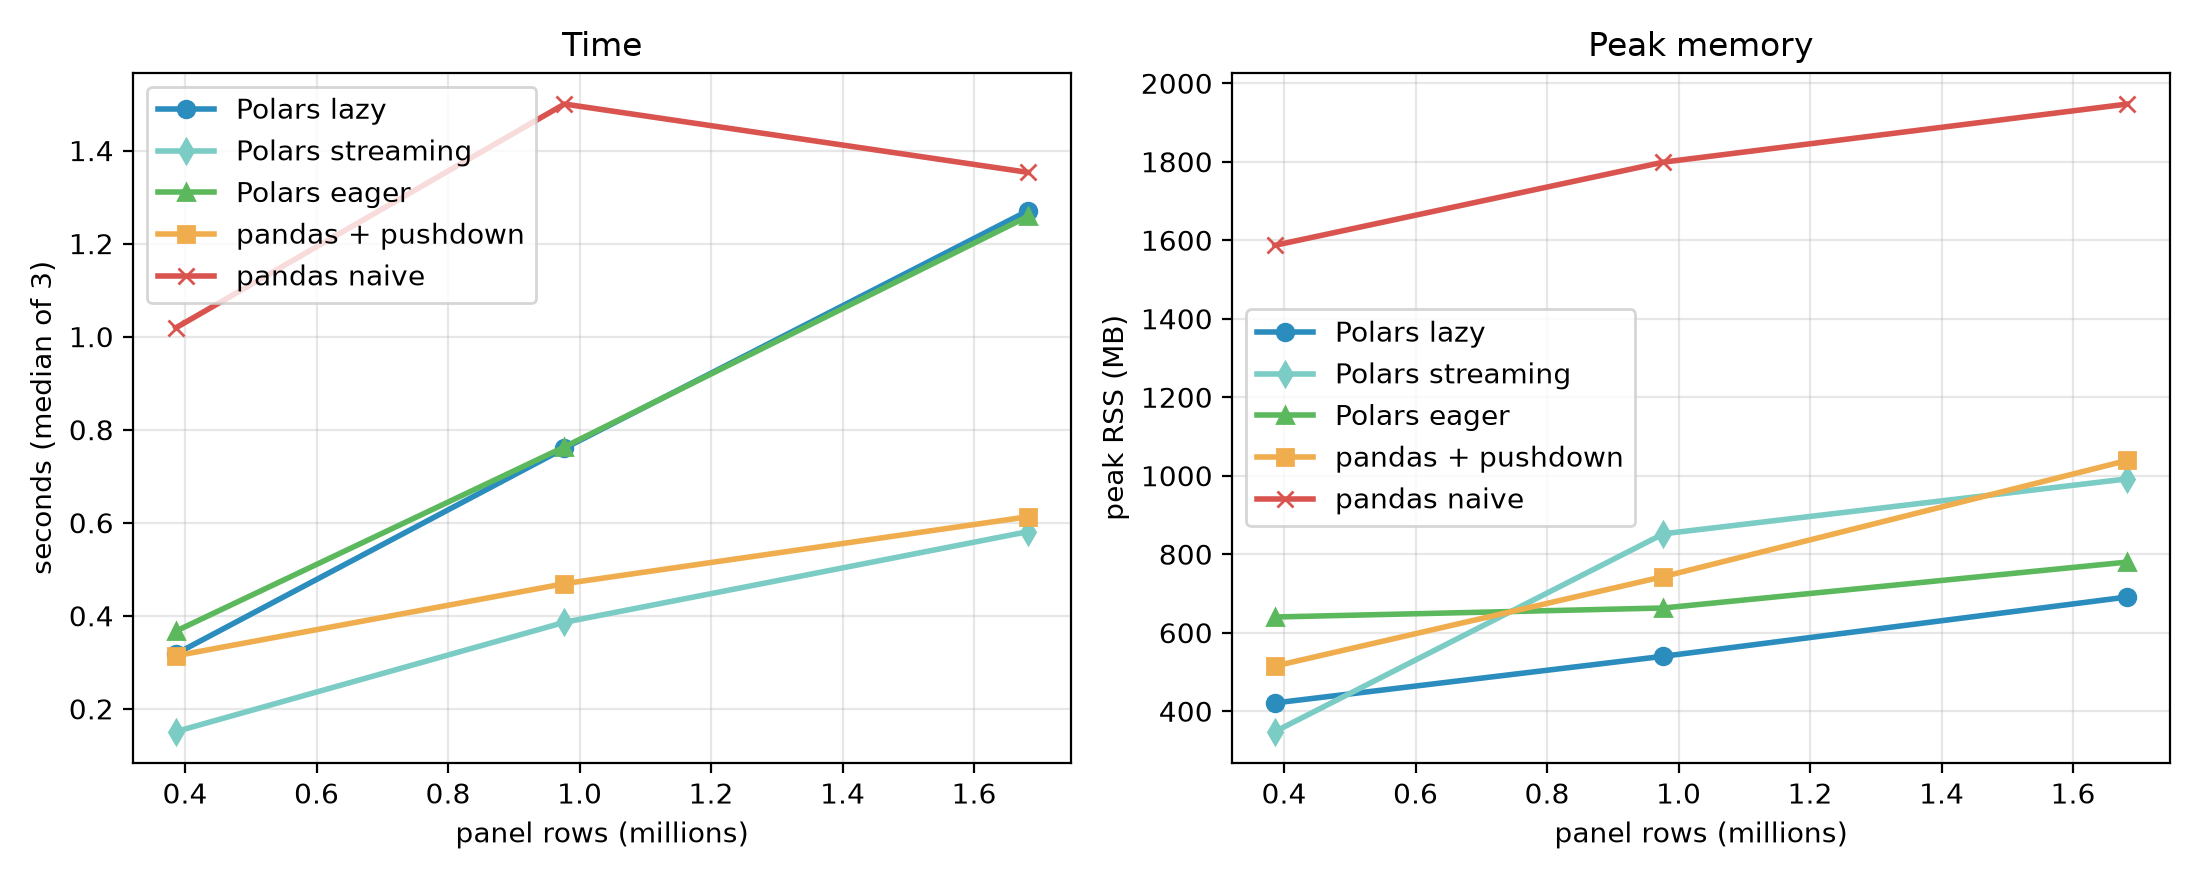 Time
Polars lazy
Polars streaming
Polars eager
pandas + pushdown
pandas naive
1.4
1.2
1.0
0.8
0.6
0.4
0.2
seconds (median of 3)
0.4 0.6 0.8 1.0 1.2 1.4 1.6
panel rows (millions)
Peak memory
2000
1800
1600
1400
1200
1000
800
600
400
peak RSS (MB)
Polars lazy
Polars streaming
Polars eager
pandas + pushdown
pandas naive
0.4 0.6 0.8 1.0 1.2 1.4 1.6
panel rows (millions)